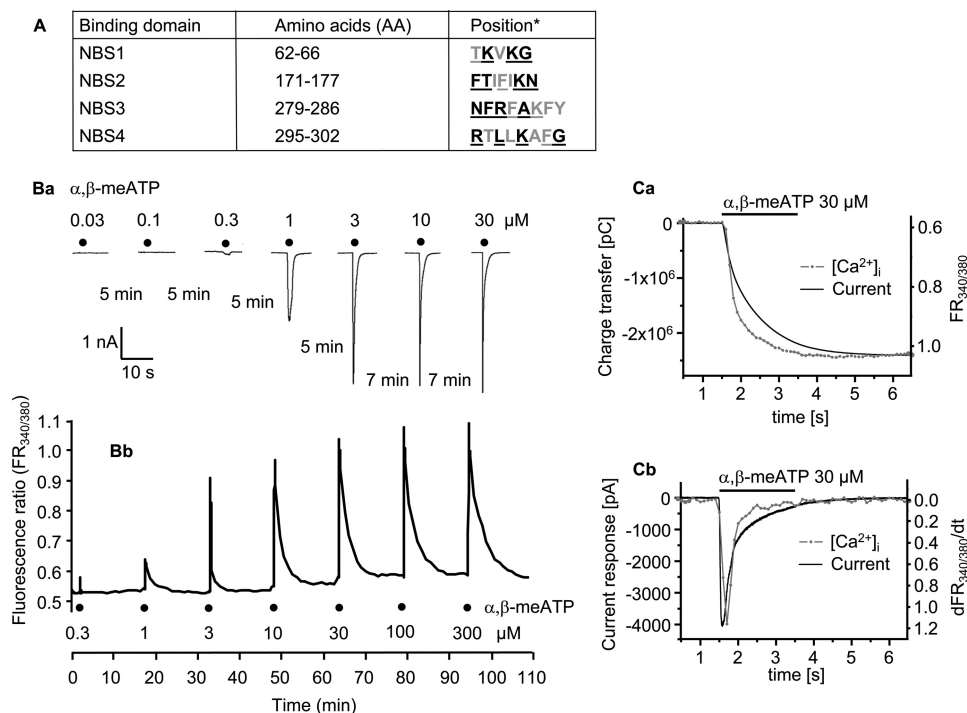 A
Binding domain Amino acids (AA) Position*
NBS1 62-66 TKVKG
NBS2 171-177 FTIFIKN
NBS3 279-286 NFRFAKFY
NBS4 295-302 RTLLKAFG
Ba α,β-meATP
0.03 0.1 0.3 1 3 10 30 µM
5 min 5 min 5 min 5 min 7 min 7 min
1 nA
10 s
Bb
Fluorescence ratio (FR340/380)
1.1
1.0
0.9
0.8
0.7
0.6
0.5
α,β-meATP
0.3 1 3 10 30 100 300 µM
0 10 20 30 40 50 60 70 80 90 100 110
Time (min)
Ca
α,β-meATP 30 µM
Charge transfer [pC]
0
-1x10⁶
-2x10⁶
[Ca²⁺]i
Current
0.6
0.8
1.0
FR340/380
1 2 3 4 5 6
time [s]
Cb
α,β-meATP 30 µM
Current response [pA]
0
-1000
-2000
-3000
-4000
[Ca²⁺]i
Current
0.0
0.2
0.4
0.6
0.8
1.0
1.2
dFR340/380/dt
1 2 3 4 5 6
time [s]